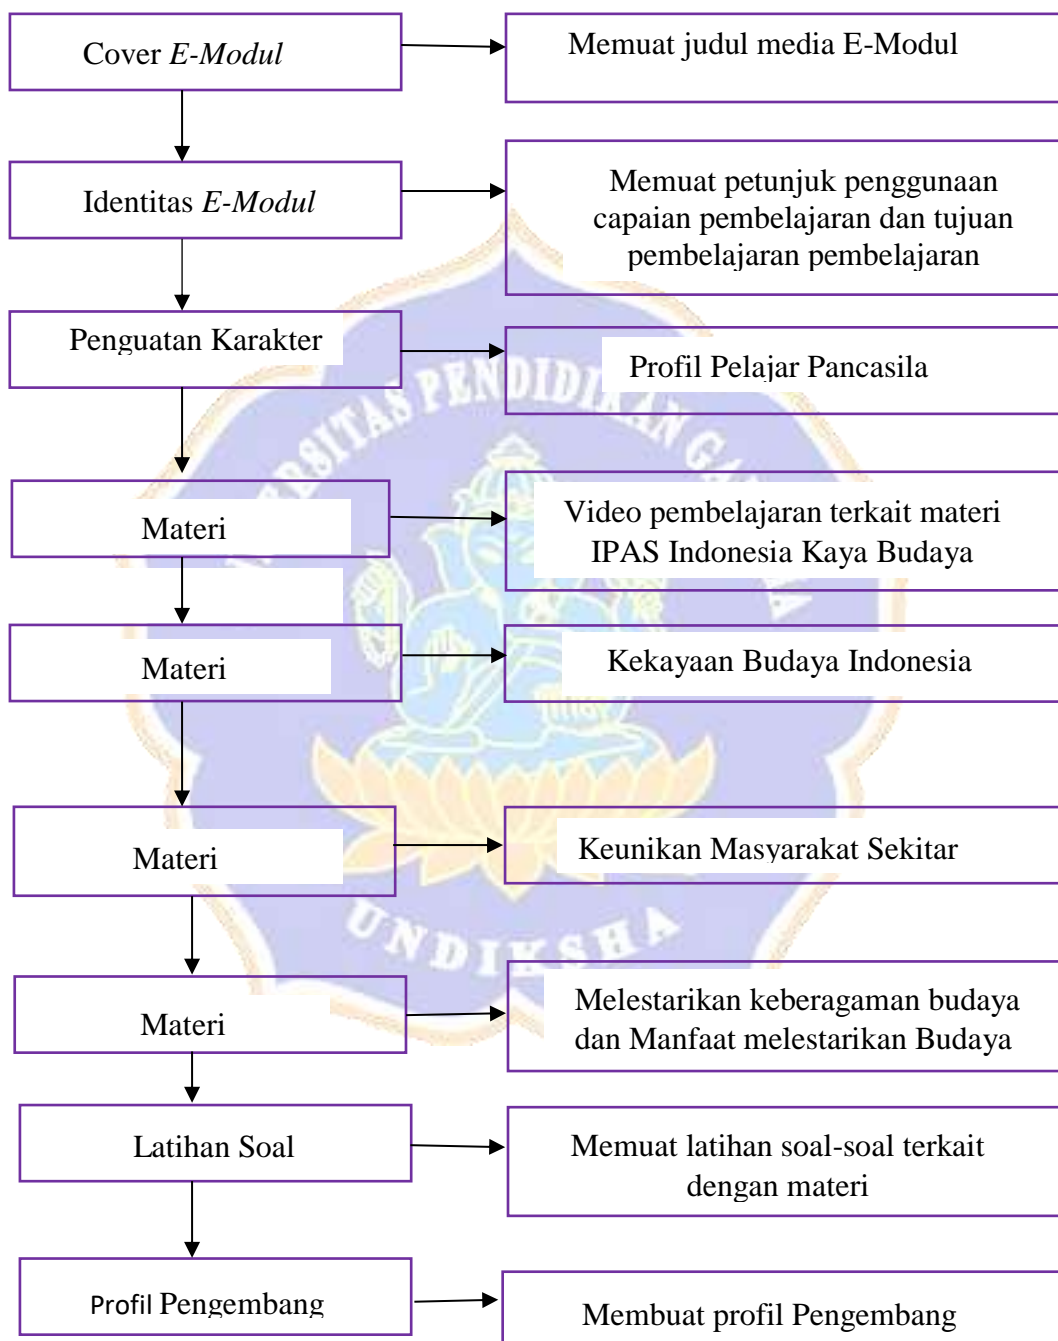 Cover E-Modul
Memuat judul media E-Modul
Identitas E-Modul
Memuat petunjuk penggunaan
capaian pembelajaran dan tujuan
pembelajaran pembelajaran
Penguatan Karakter
Profil Pelajar Pancasila
Materi
Video pembelajaran terkait materi
IPAS Indonesia Kaya Budaya
Materi
Kekayaan Budaya Indonesia
Materi
Keunikan Masyarakat Sekitar
Materi
Melestarikan keberagaman budaya
dan Manfaat melestarikan Budaya
Latihan Soal
Memuat latihan soal-soal terkait
dengan materi
Profil Pengembang
Membuat profil Pengembang
PENDIDIKAN
UNDIKSHA